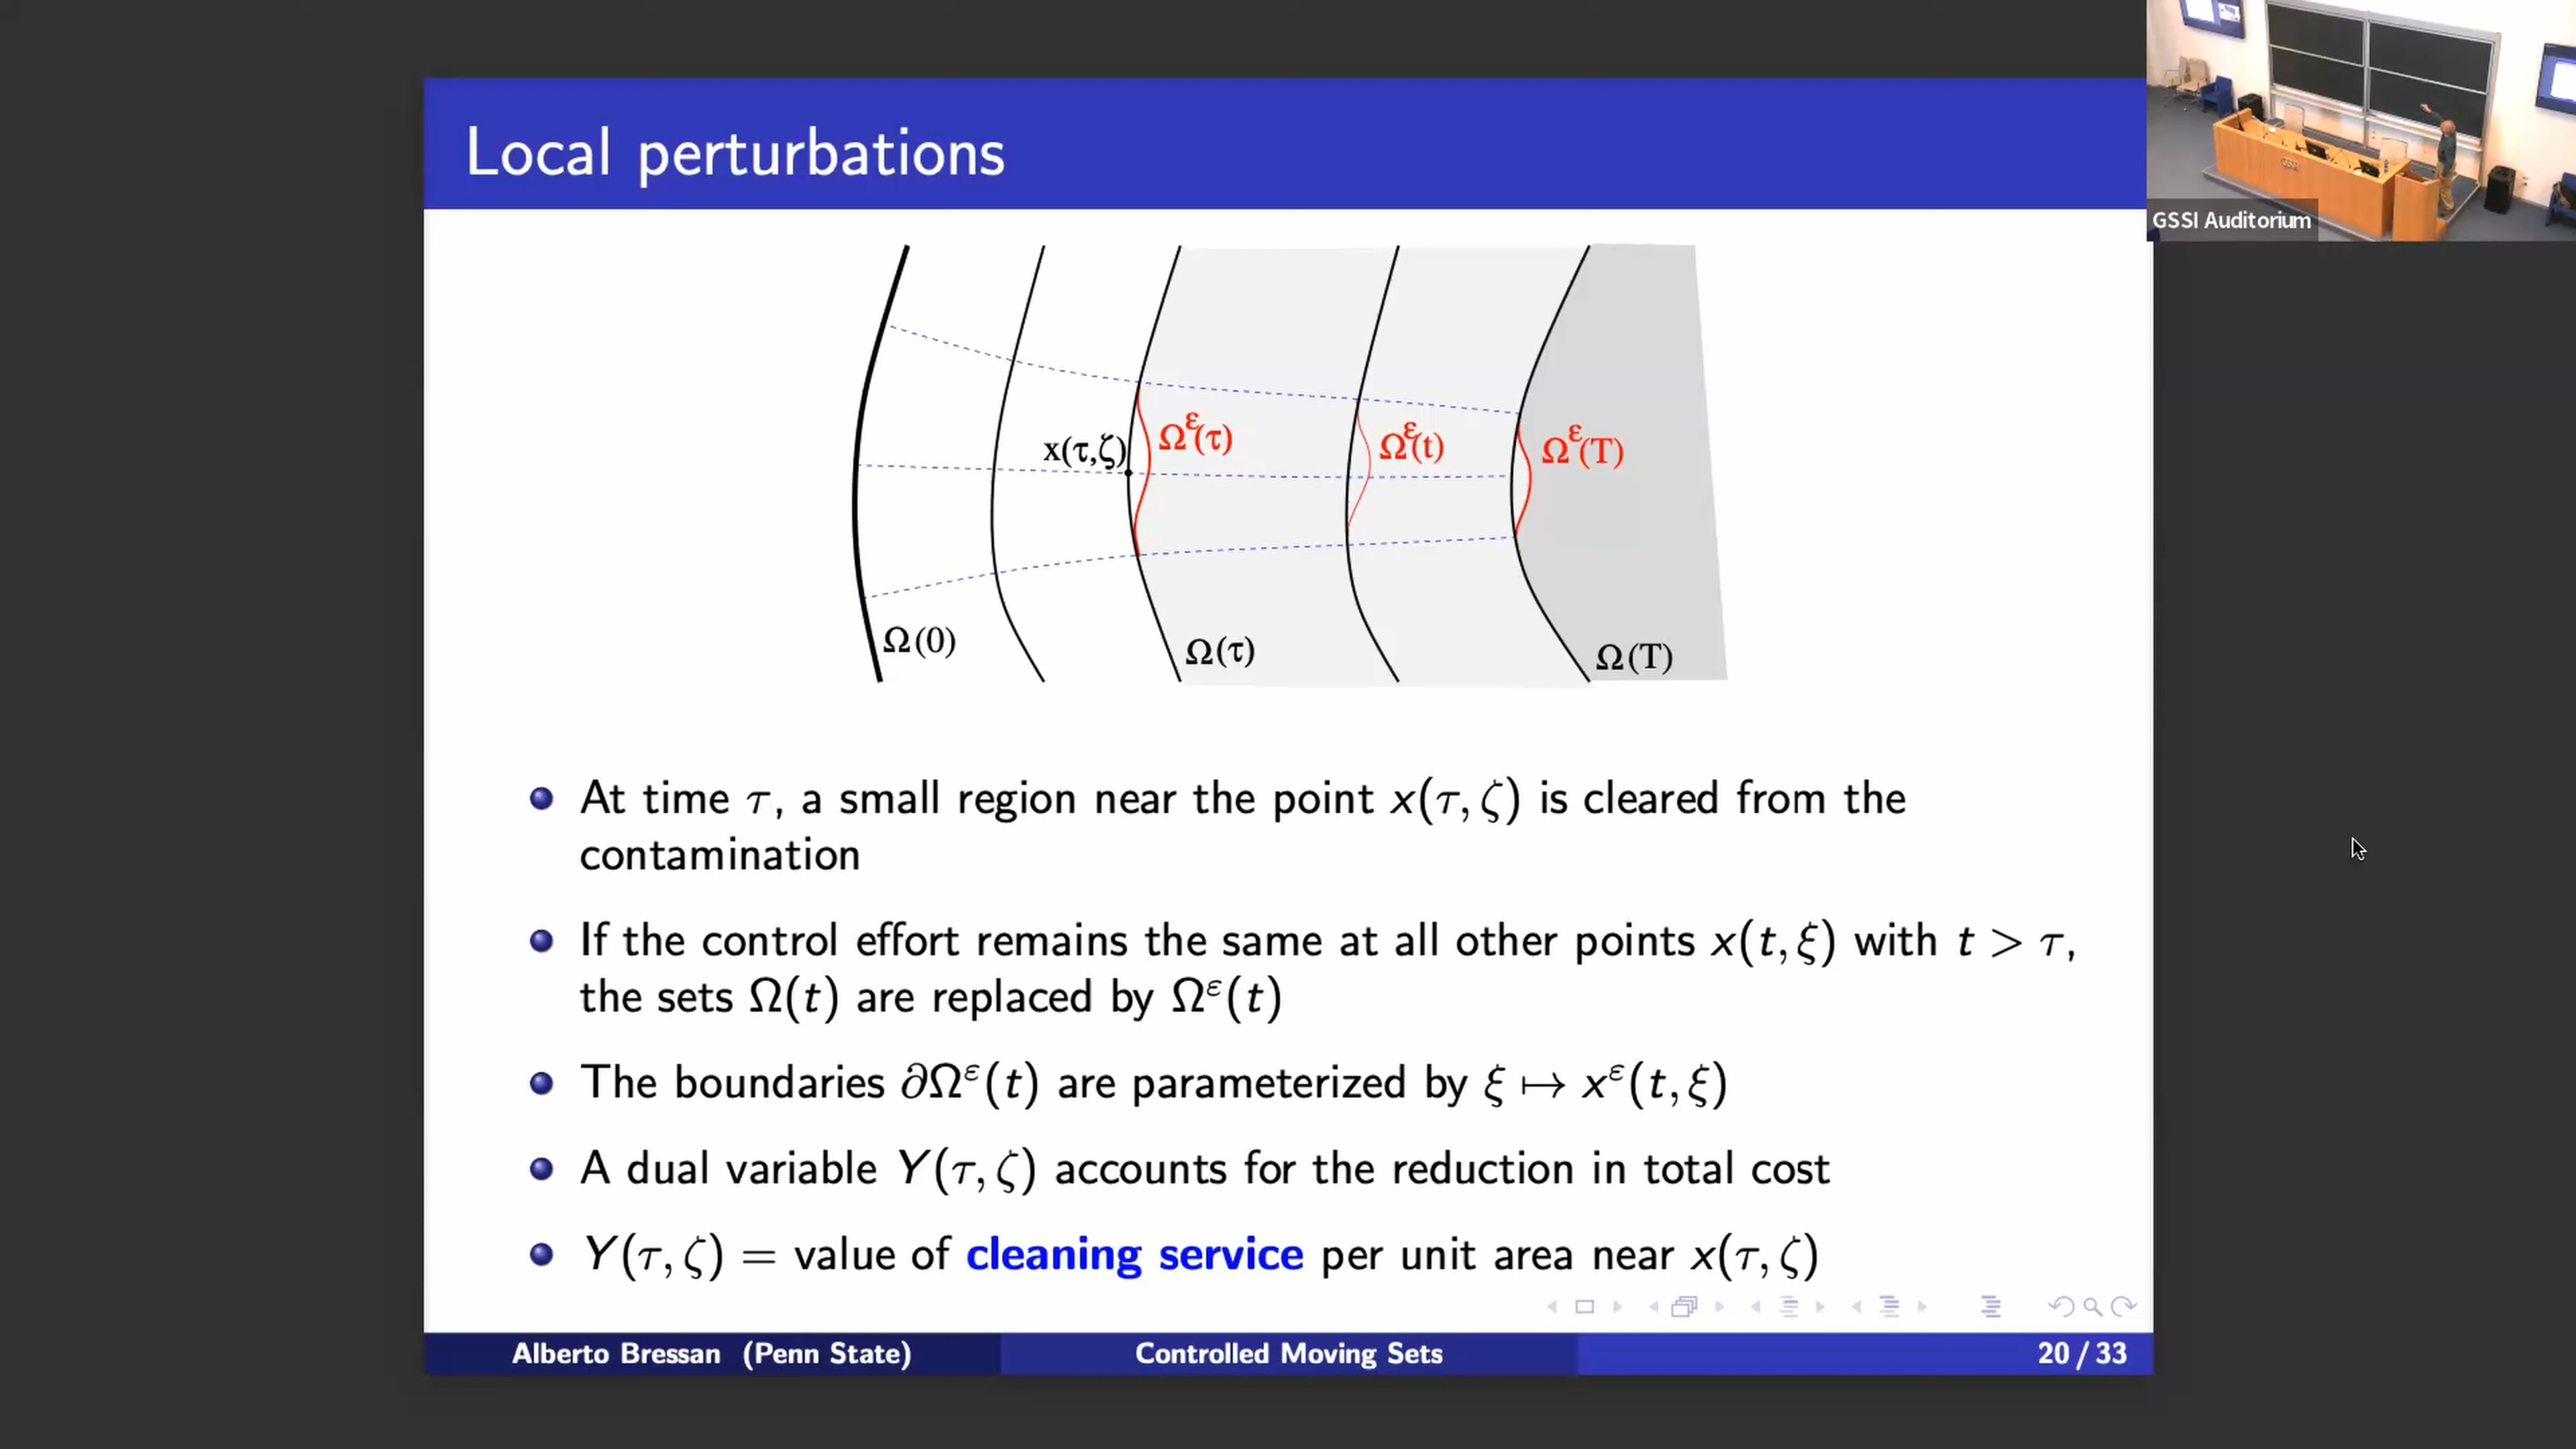 Local perturbations
GSSI Auditorium
x(τ,ζ)
Ωᵋ(τ)
Ωᵋ(t)
Ωᵋ(T)
Ω(0)
Ω(τ)
Ω(T)
At time τ, a small region near the point x(τ, ζ) is cleared from the
contamination
If the control effort remains the same at all other points x(t, ξ) with t > τ,
the sets Ω(t) are replaced by Ωᵋ(t)
The boundaries ∂Ωᵋ(t) are parameterized by ξ ↦ xᵋ(t, ξ)
A dual variable Y(τ, ζ) accounts for the reduction in total cost
Y(τ, ζ) = value of cleaning service per unit area near x(τ, ζ)
Alberto Bressan (Penn State)
Controlled Moving Sets
20 / 33